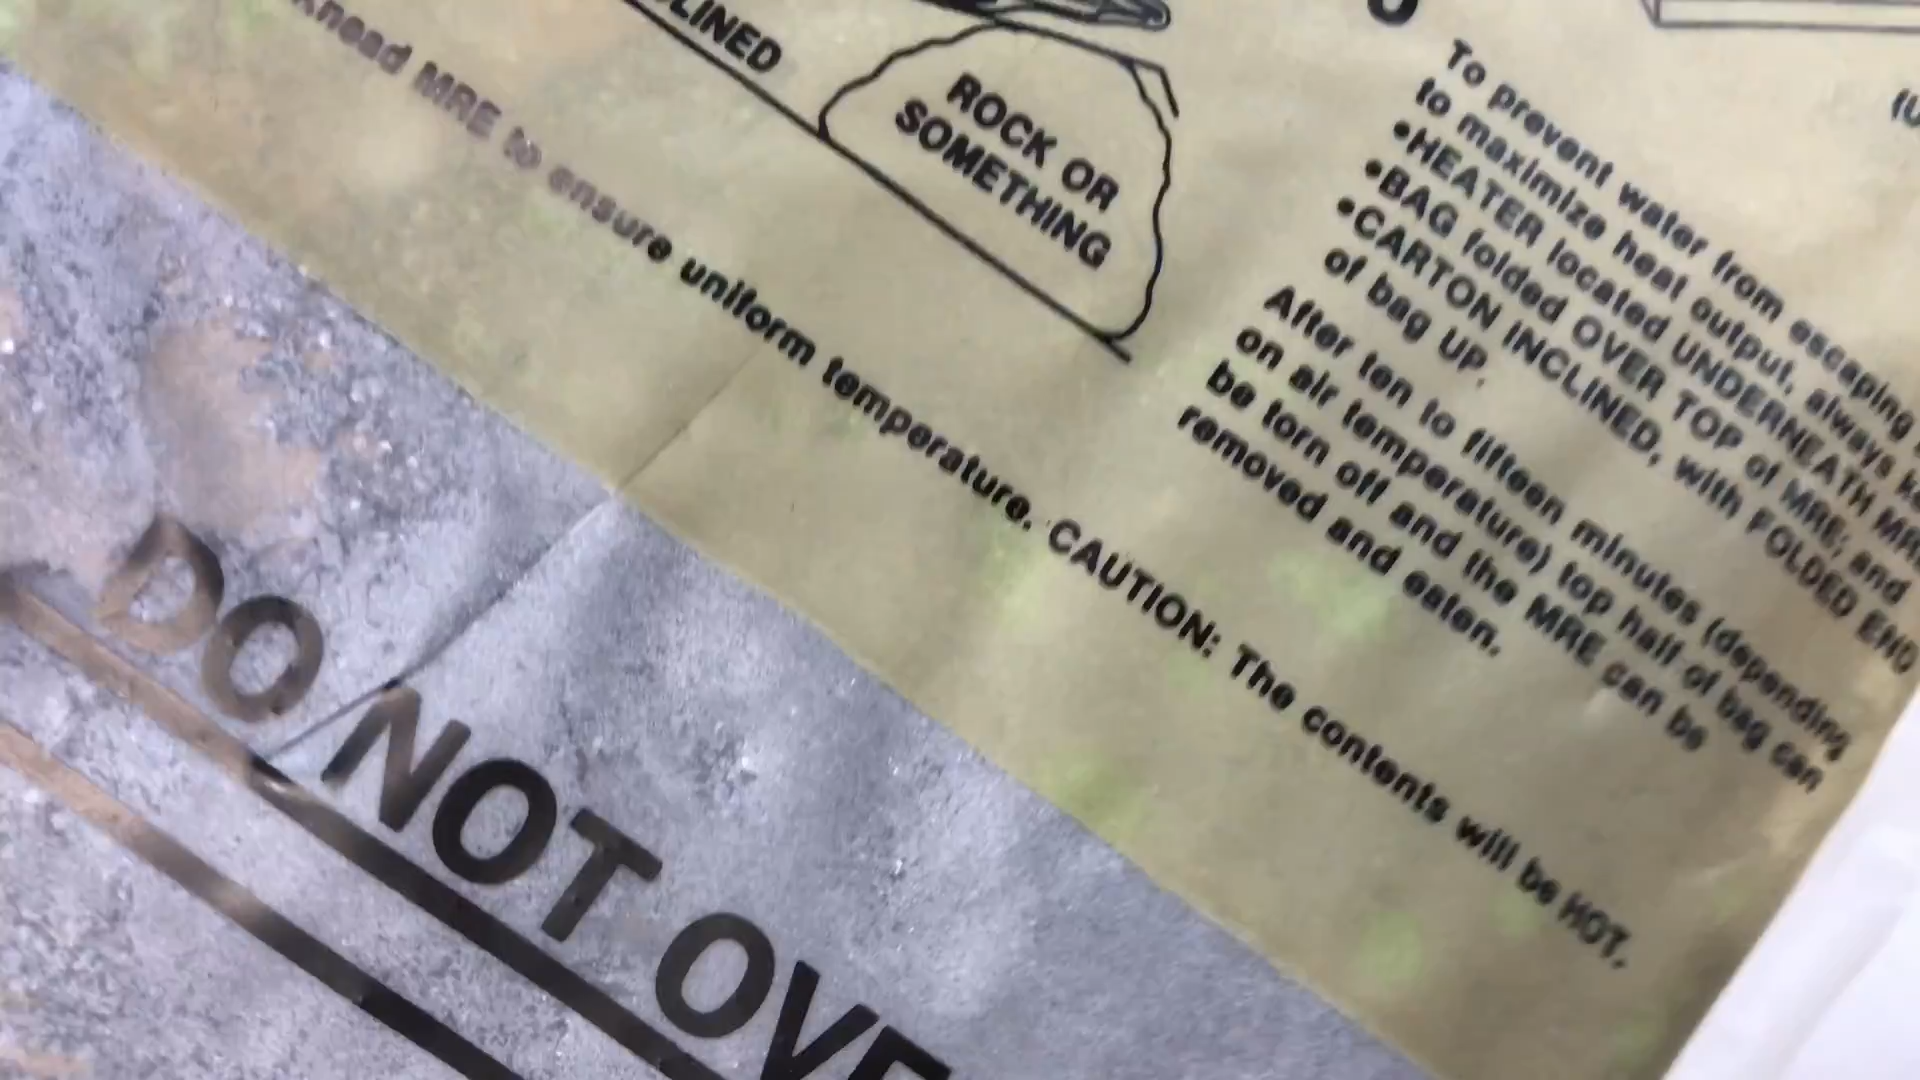 LINED
ROCK OR
SOMETHING
knead MRE to ensure uniform temperature. CAUTION: The contents will be HOT.
To prevent water from escaping
to maximize heat output, always
•HEATER located UNDERNEATH MRE
•BAG folded OVER TOP of MRE; and
•CARTON INCLINED, with FOLDED END
of bag UP.
After ten to fifteen minutes (depending
on air temperature) top half of bag can
be torn off and the MRE can be
removed and eaten.
DO NOT OVE